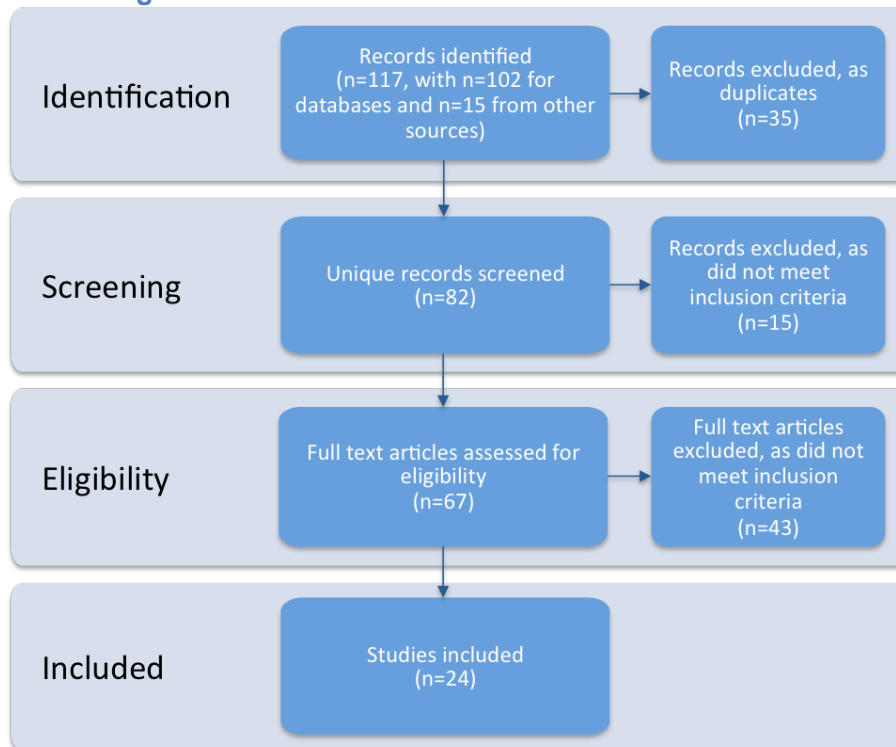 Identification
Records identified
(n=117, with n=102 for
databases and n=15 from other
sources)
Records excluded, as
duplicates
(n=35)
Screening
Unique records screened
(n=82)
Records excluded, as
did not meet
inclusion criteria
(n=15)
Eligibility
Full text articles assessed for
eligibility
(n=67)
Full text articles
excluded, as did not
meet inclusion
criteria
(n=43)
Included
Studies included
(n=24)